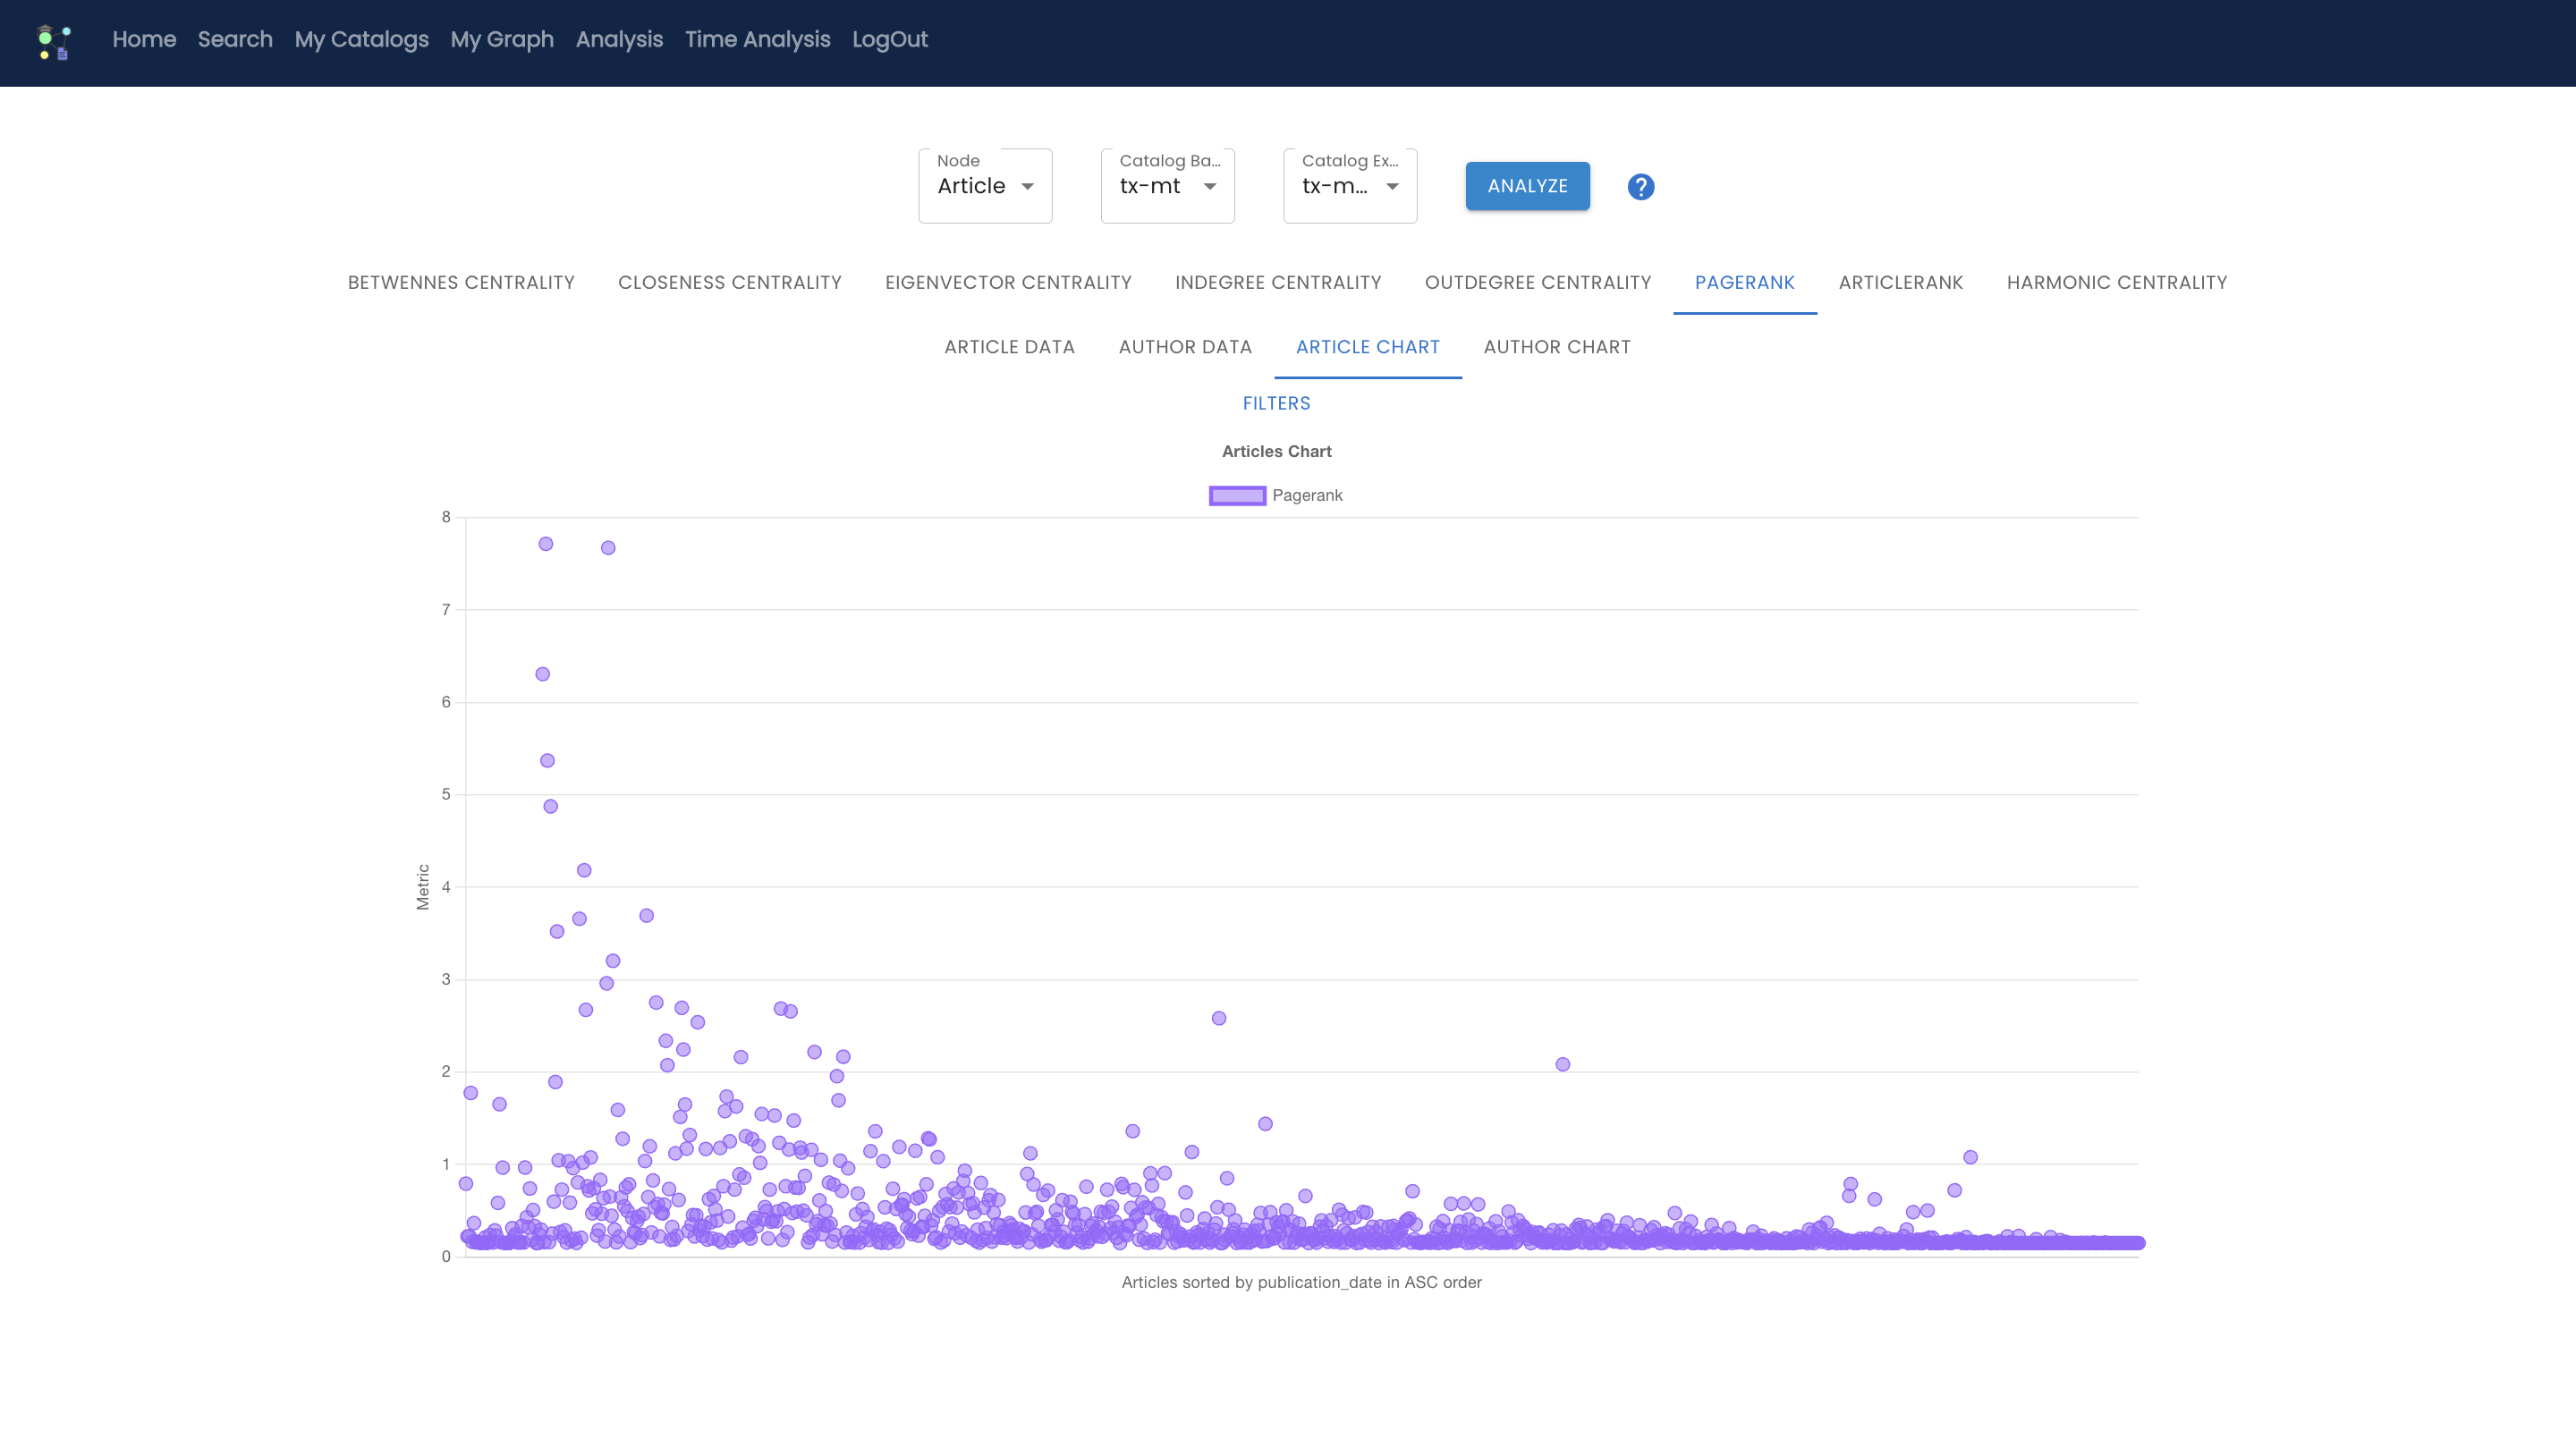 Home Search My Catalogs My Graph Analysis Time Analysis LogOut
Node Catalog Ba... Catalog Ex...
Article tx-mt tx-m... ANALYZE ?
BETWENNES CENTRALITY CLOSENESS CENTRALITY EIGENVECTOR CENTRALITY INDEGREE CENTRALITY OUTDEGREE CENTRALITY PAGERANK ARTICLERANK HARMONIC CENTRALITY
ARTICLE DATA AUTHOR DATA ARTICLE CHART AUTHOR CHART
FILTERS
Articles Chart
Pagerank
8
7
6
5
4
3
2
1
0
Metric
Articles sorted by publication_date in ASC order